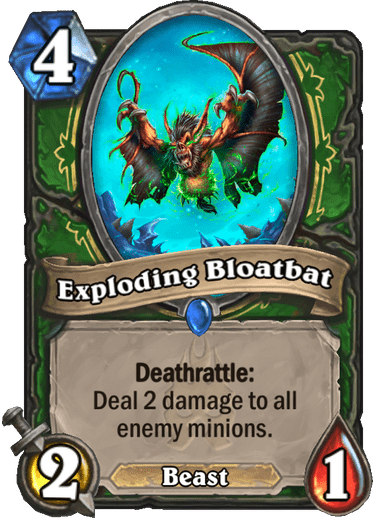 4
Exploding Bloatbat
Deathrattle:
Deal 2 damage to all
enemy minions.
2
Beast
1